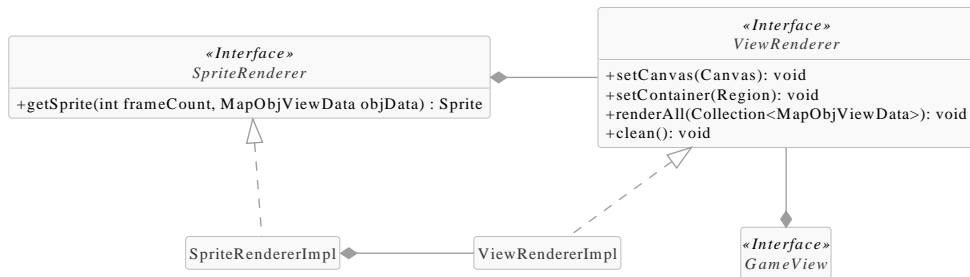 «Interface»
SpriteRenderer
+getSprite(int frameCount, MapObjViewData objData) : Sprite
«Interface»
ViewRenderer
+setCanvas(Canvas): void
+setContainer(Region): void
+renderAll(Collection<MapObjViewData>): void
+clean(): void
SpriteRendererImpl
ViewRendererImpl
«Interface»
GameView